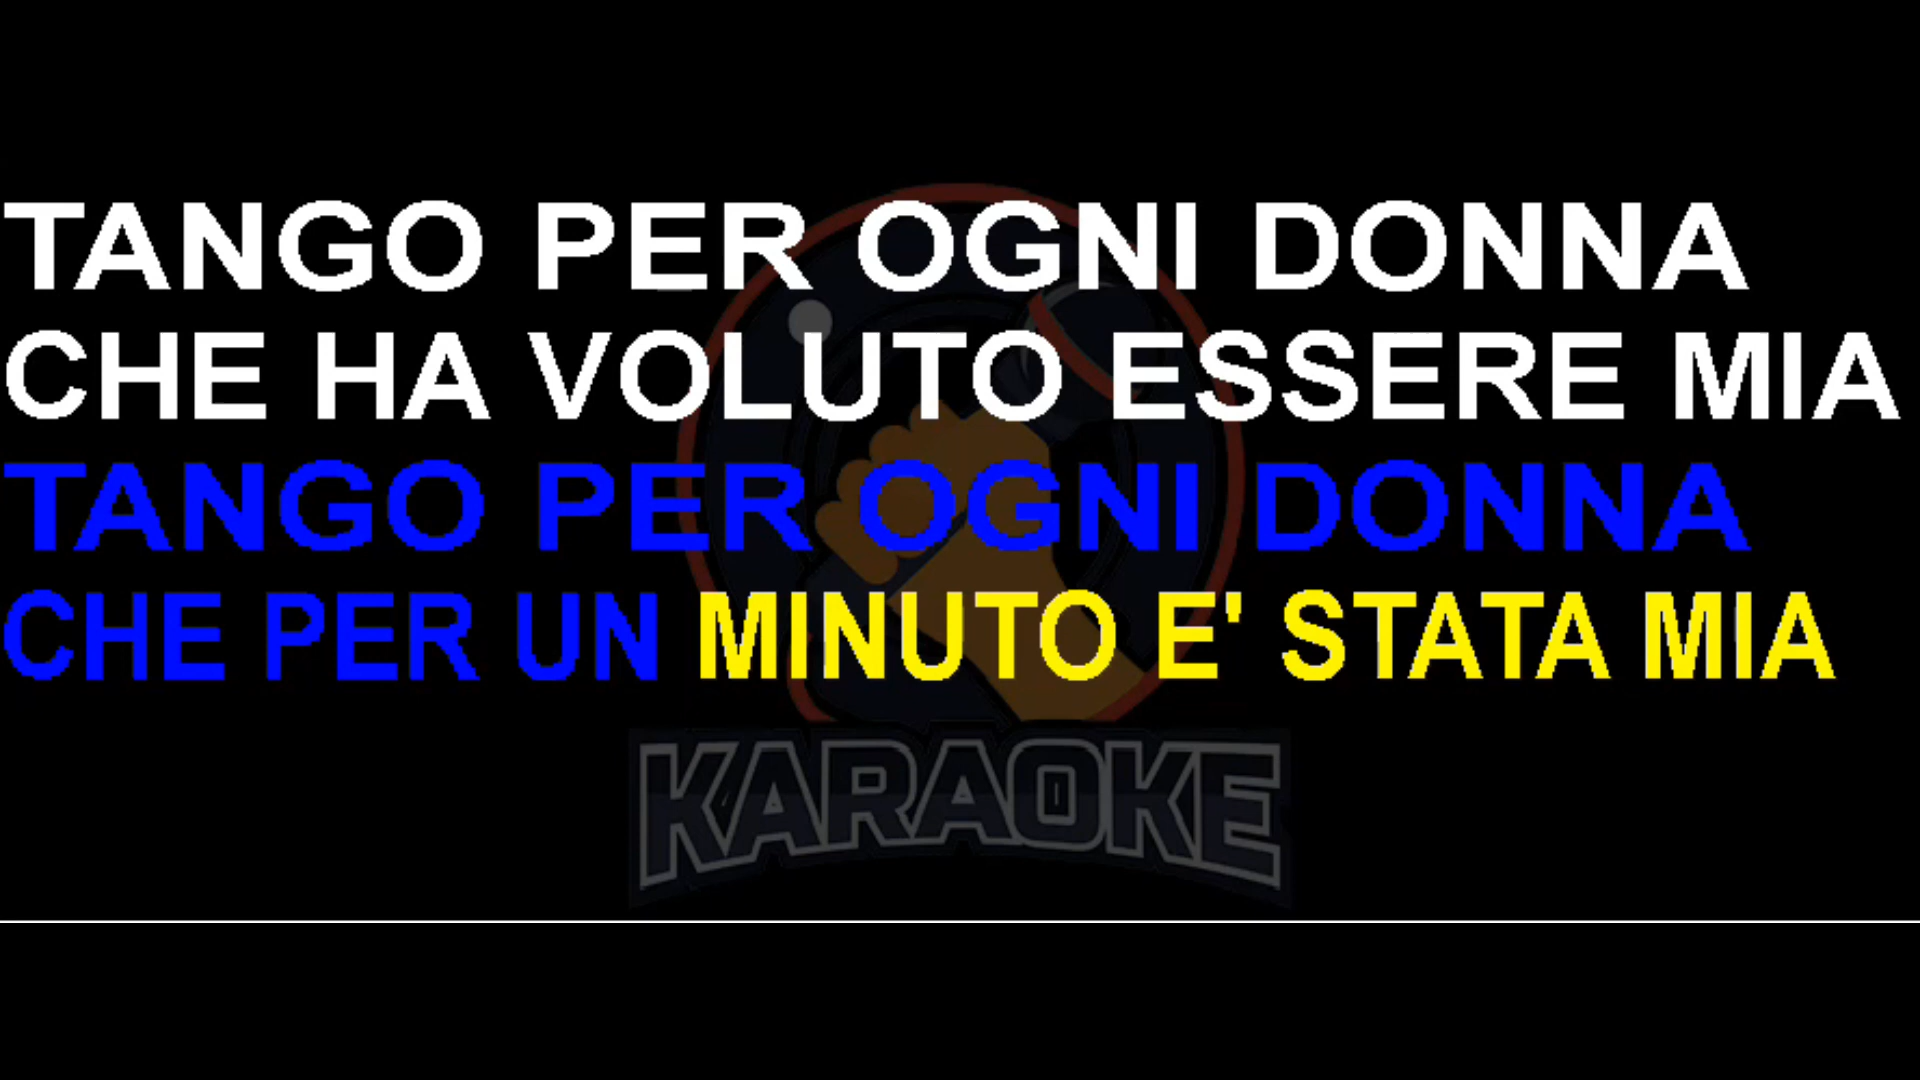 TANGO PER OGNI DONNA
CHE HA VOLUTO ESSERE MIA
TANGO PER OGNI DONNA
CHE PER UN MINUTO E' STATA MIA
KARAOKE